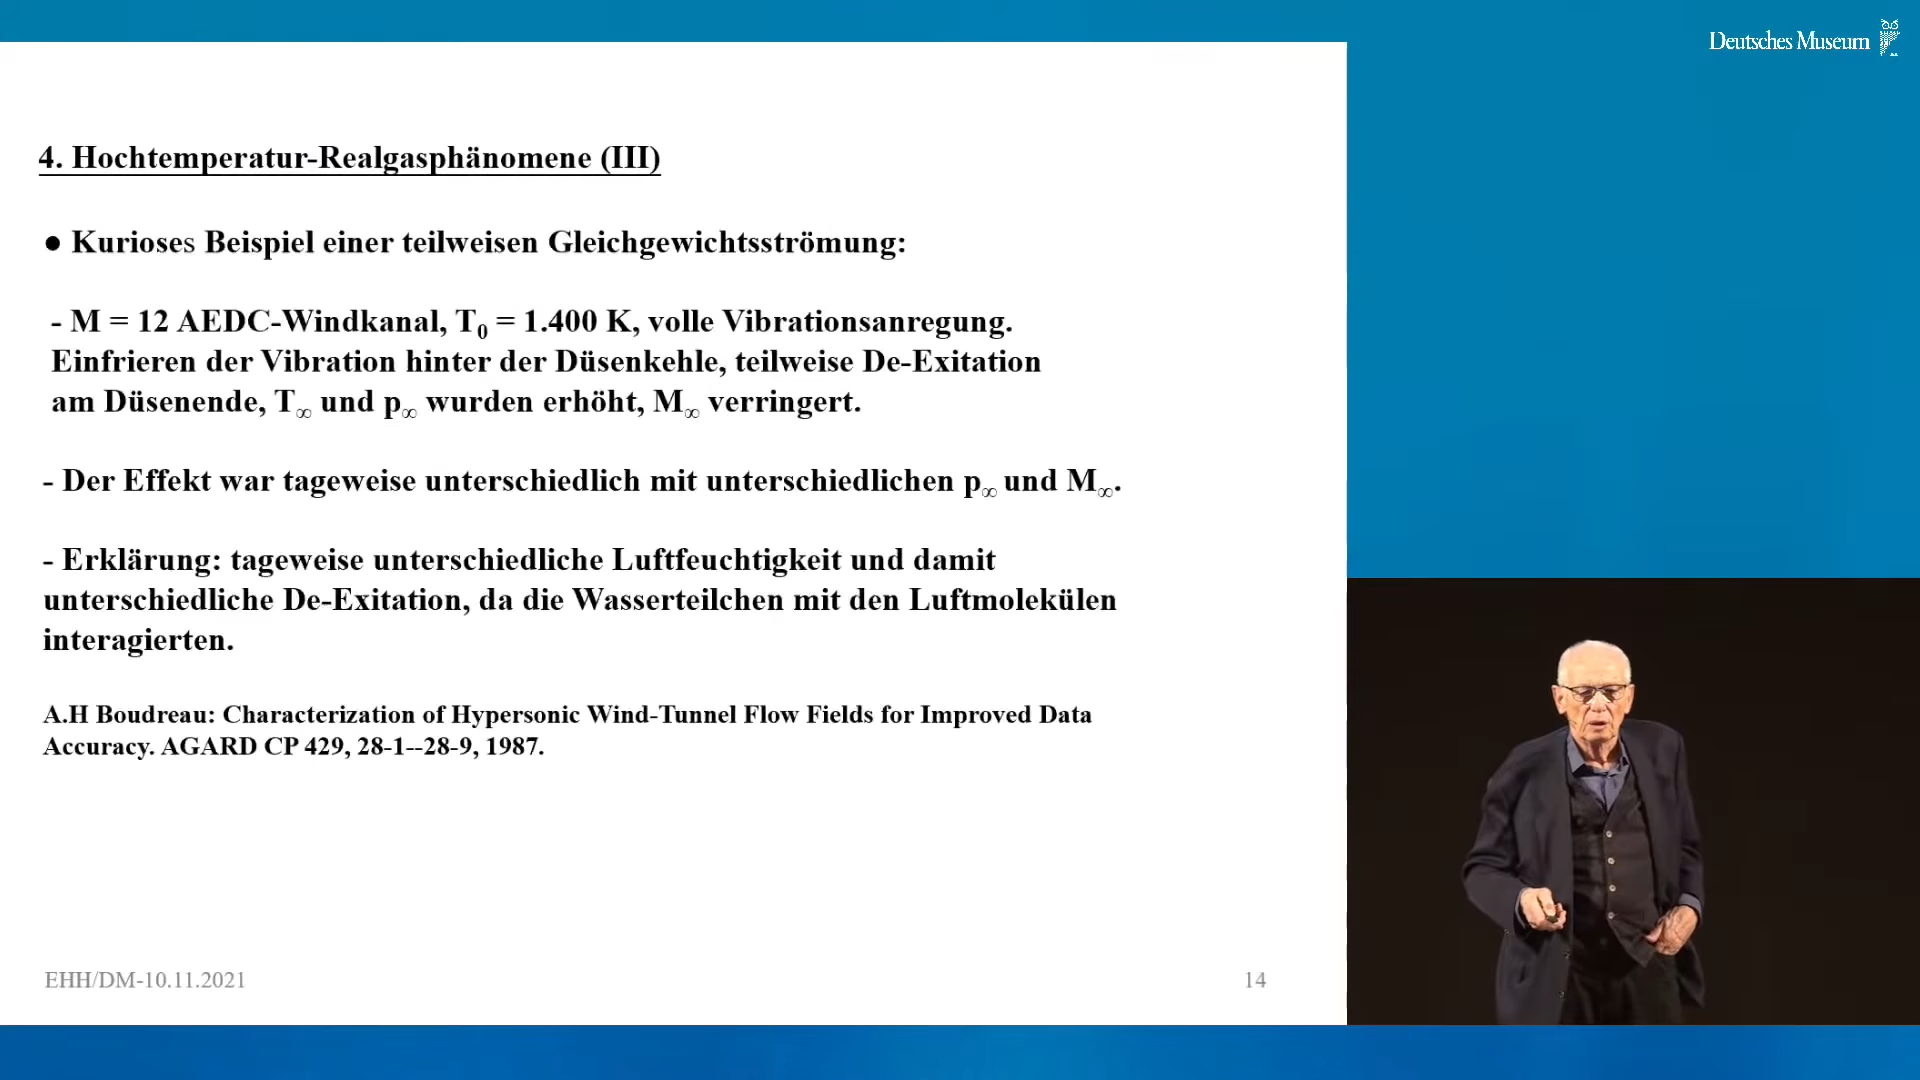 Deutsches Museum
4. Hochtemperatur-Realgasphänomene (III)
● Kurioses Beispiel einer teilweisen Gleichgewichtsströmung:
- M = 12 AEDC-Windkanal, T₀ = 1.400 K, volle Vibrationsanregung.
Einfrieren der Vibration hinter der Düsenkehle, teilweise De-Exitation
am Düsenende, T∞ und p∞ wurden erhöht, M∞ verringert.
- Der Effekt war tageweise unterschiedlich mit unterschiedlichen p∞ und M∞.
- Erklärung: tageweise unterschiedliche Luftfeuchtigkeit und damit
unterschiedliche De-Exitation, da die Wasserteilchen mit den Luftmolekülen
interagierten.
A.H Boudreau: Characterization of Hypersonic Wind-Tunnel Flow Fields for Improved Data
Accuracy. AGARD CP 429, 28-1--28-9, 1987.
EHH/DM-10.11.2021
14